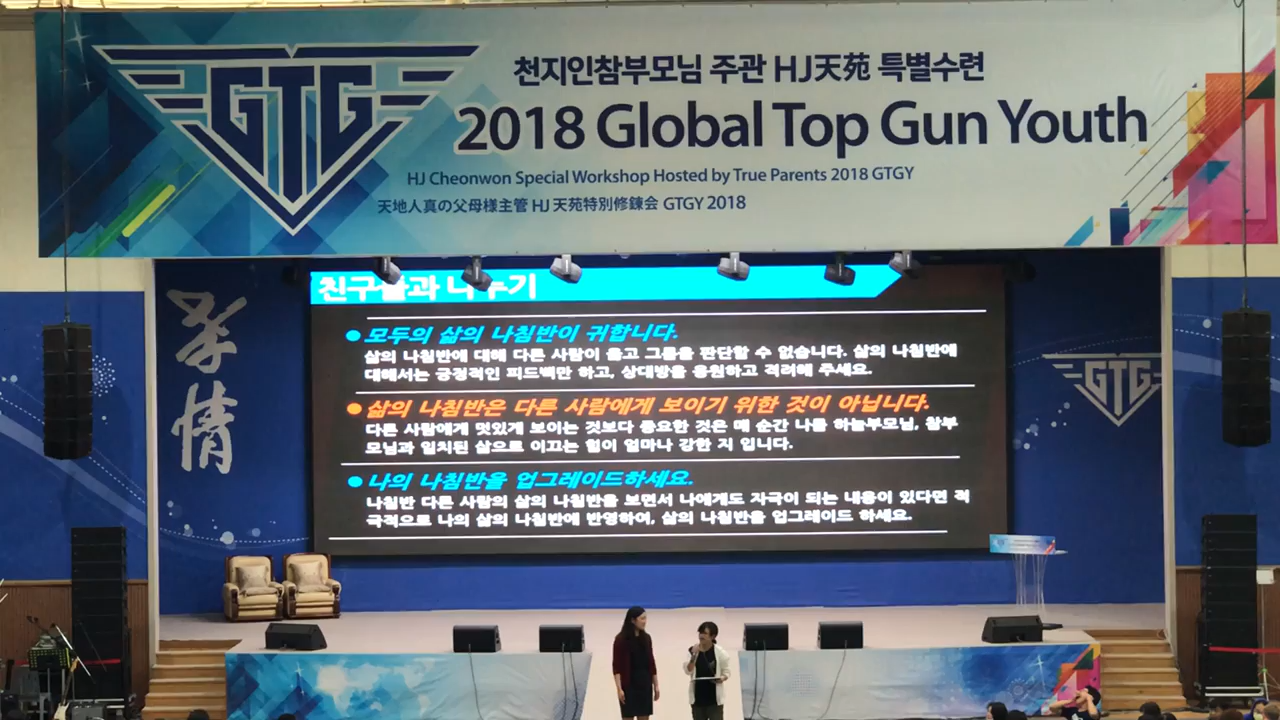 GTG
천지인참부모님 주관 HJ天苑 특별수련
2018 Global Top Gun Youth
HJ Cheonwon Special Workshop Hosted by True Parents 2018 GTGY
天地人真の父母様主管 HJ 天苑特別修鍊会 GTGY 2018
친구들과 나누기
모두의 삶의 나침반이 귀합니다.
삶의 나침반에 대해 다른 사람이 옳고 그름을 판단할 수 없습니다. 삶의 나침반에
대해서는 긍정적인 피드백만 하고, 상대방을 응원하고 격려해 주세요.
삶의 나침반은 다른 사람에게 보이기 위한 것이 아닙니다.
다른 사람에게 멋있게 보이는 것보다 중요한 것은 매 순간 나를 하늘부모님, 참부
모님과 일치된 삶으로 이끄는 힘이 얼마나 강한 지 입니다.
나의 나침반을 업그레이드하세요.
나침반 다른 사람의 삶의 나침반을 보면서 나에게도 자극이 되는 내용이 있다면 적
극적으로 나의 삶의 나침반에 반영하여, 삶의 나침반을 업그레이드 하세요.
孝情
GTG